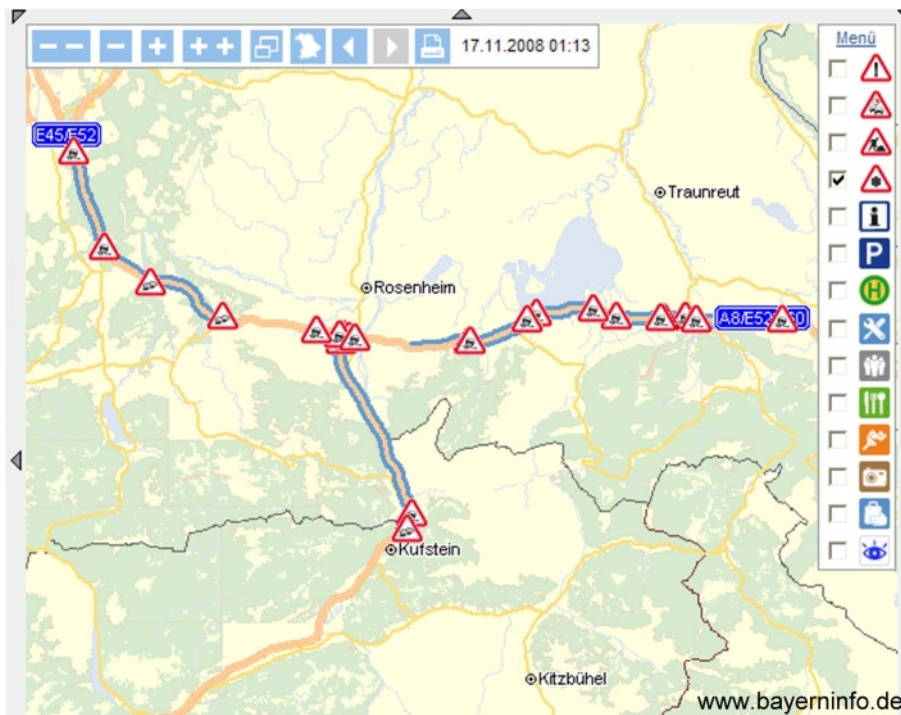 17.11.2008 01:13
Menü
E45/E52
Traunreut
Rosenheim
A8/E52
Kufstein
Kitzbühel
www.bayerninfo.de